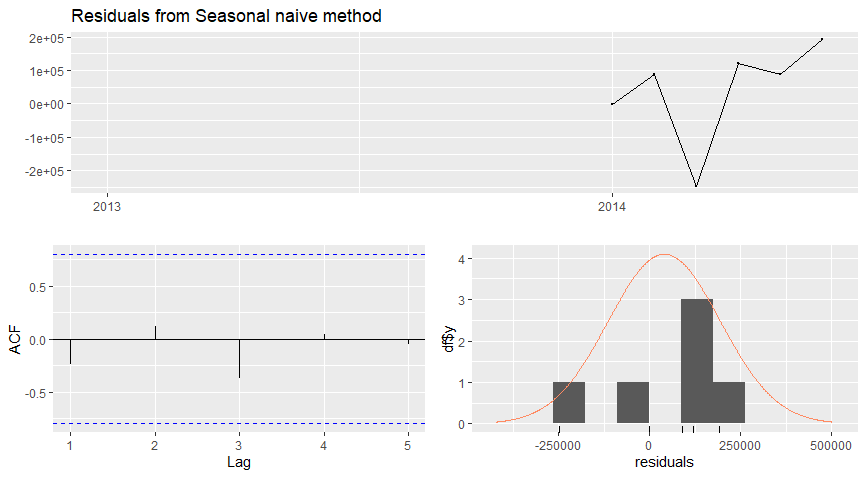 Residuals from Seasonal naive method
2e+05
1e+05
0e+00
-1e+05
-2e+05
2013
2014
ACF
0.5
0.0
-0.5
1
2
3
4
5
Lag
4
3
2
1
0
-250000
0
250000
500000
residuals